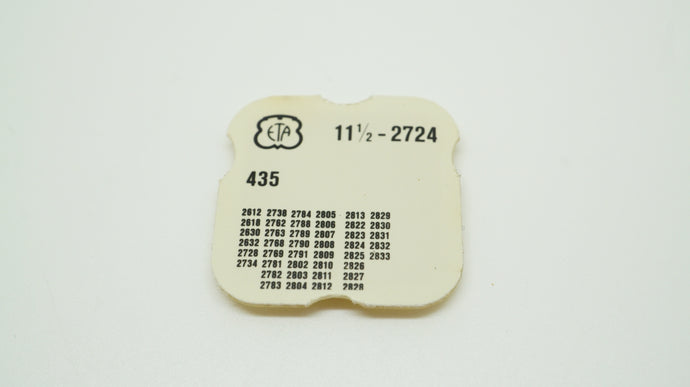 ETA 11 1/2 - 2724
435
2612 2738 2784 2805 2813 2829
2618 2762 2788 2806 2822 2830
2630 2763 2789 2807 2823 2831
2632 2768 2790 2808 2824 2832
2728 2769 2791 2809 2825 2833
2734 2781 2802 2810 2826
2782 2803 2811 2827
2783 2804 2812 2828